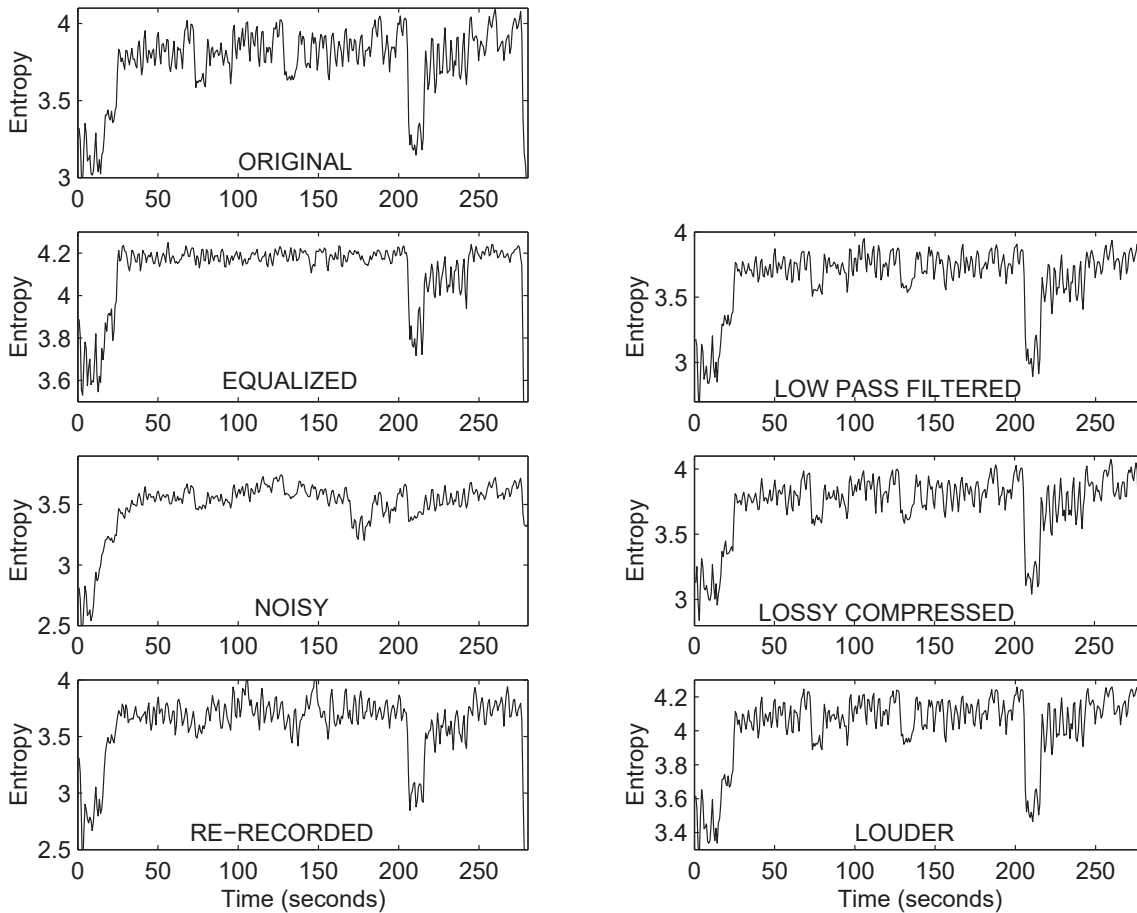 4
3.5
3
Entropy
ORIGINAL
0 50 100 150 200 250
4.2
4
3.8
3.6
Entropy
EQUALIZED
0 50 100 150 200 250
4
3.5
3
Entropy
LOW PASS FILTERED
0 50 100 150 200 250
3.5
3
2.5
Entropy
NOISY
0 50 100 150 200 250
4
3.5
3
Entropy
LOSSY COMPRESSED
0 50 100 150 200 250
4
3.5
3
2.5
Entropy
RE−RECORDED
0 50 100 150 200 250
Time (seconds)
4.2
4
3.8
3.6
3.4
Entropy
LOUDER
0 50 100 150 200 250
Time (seconds)